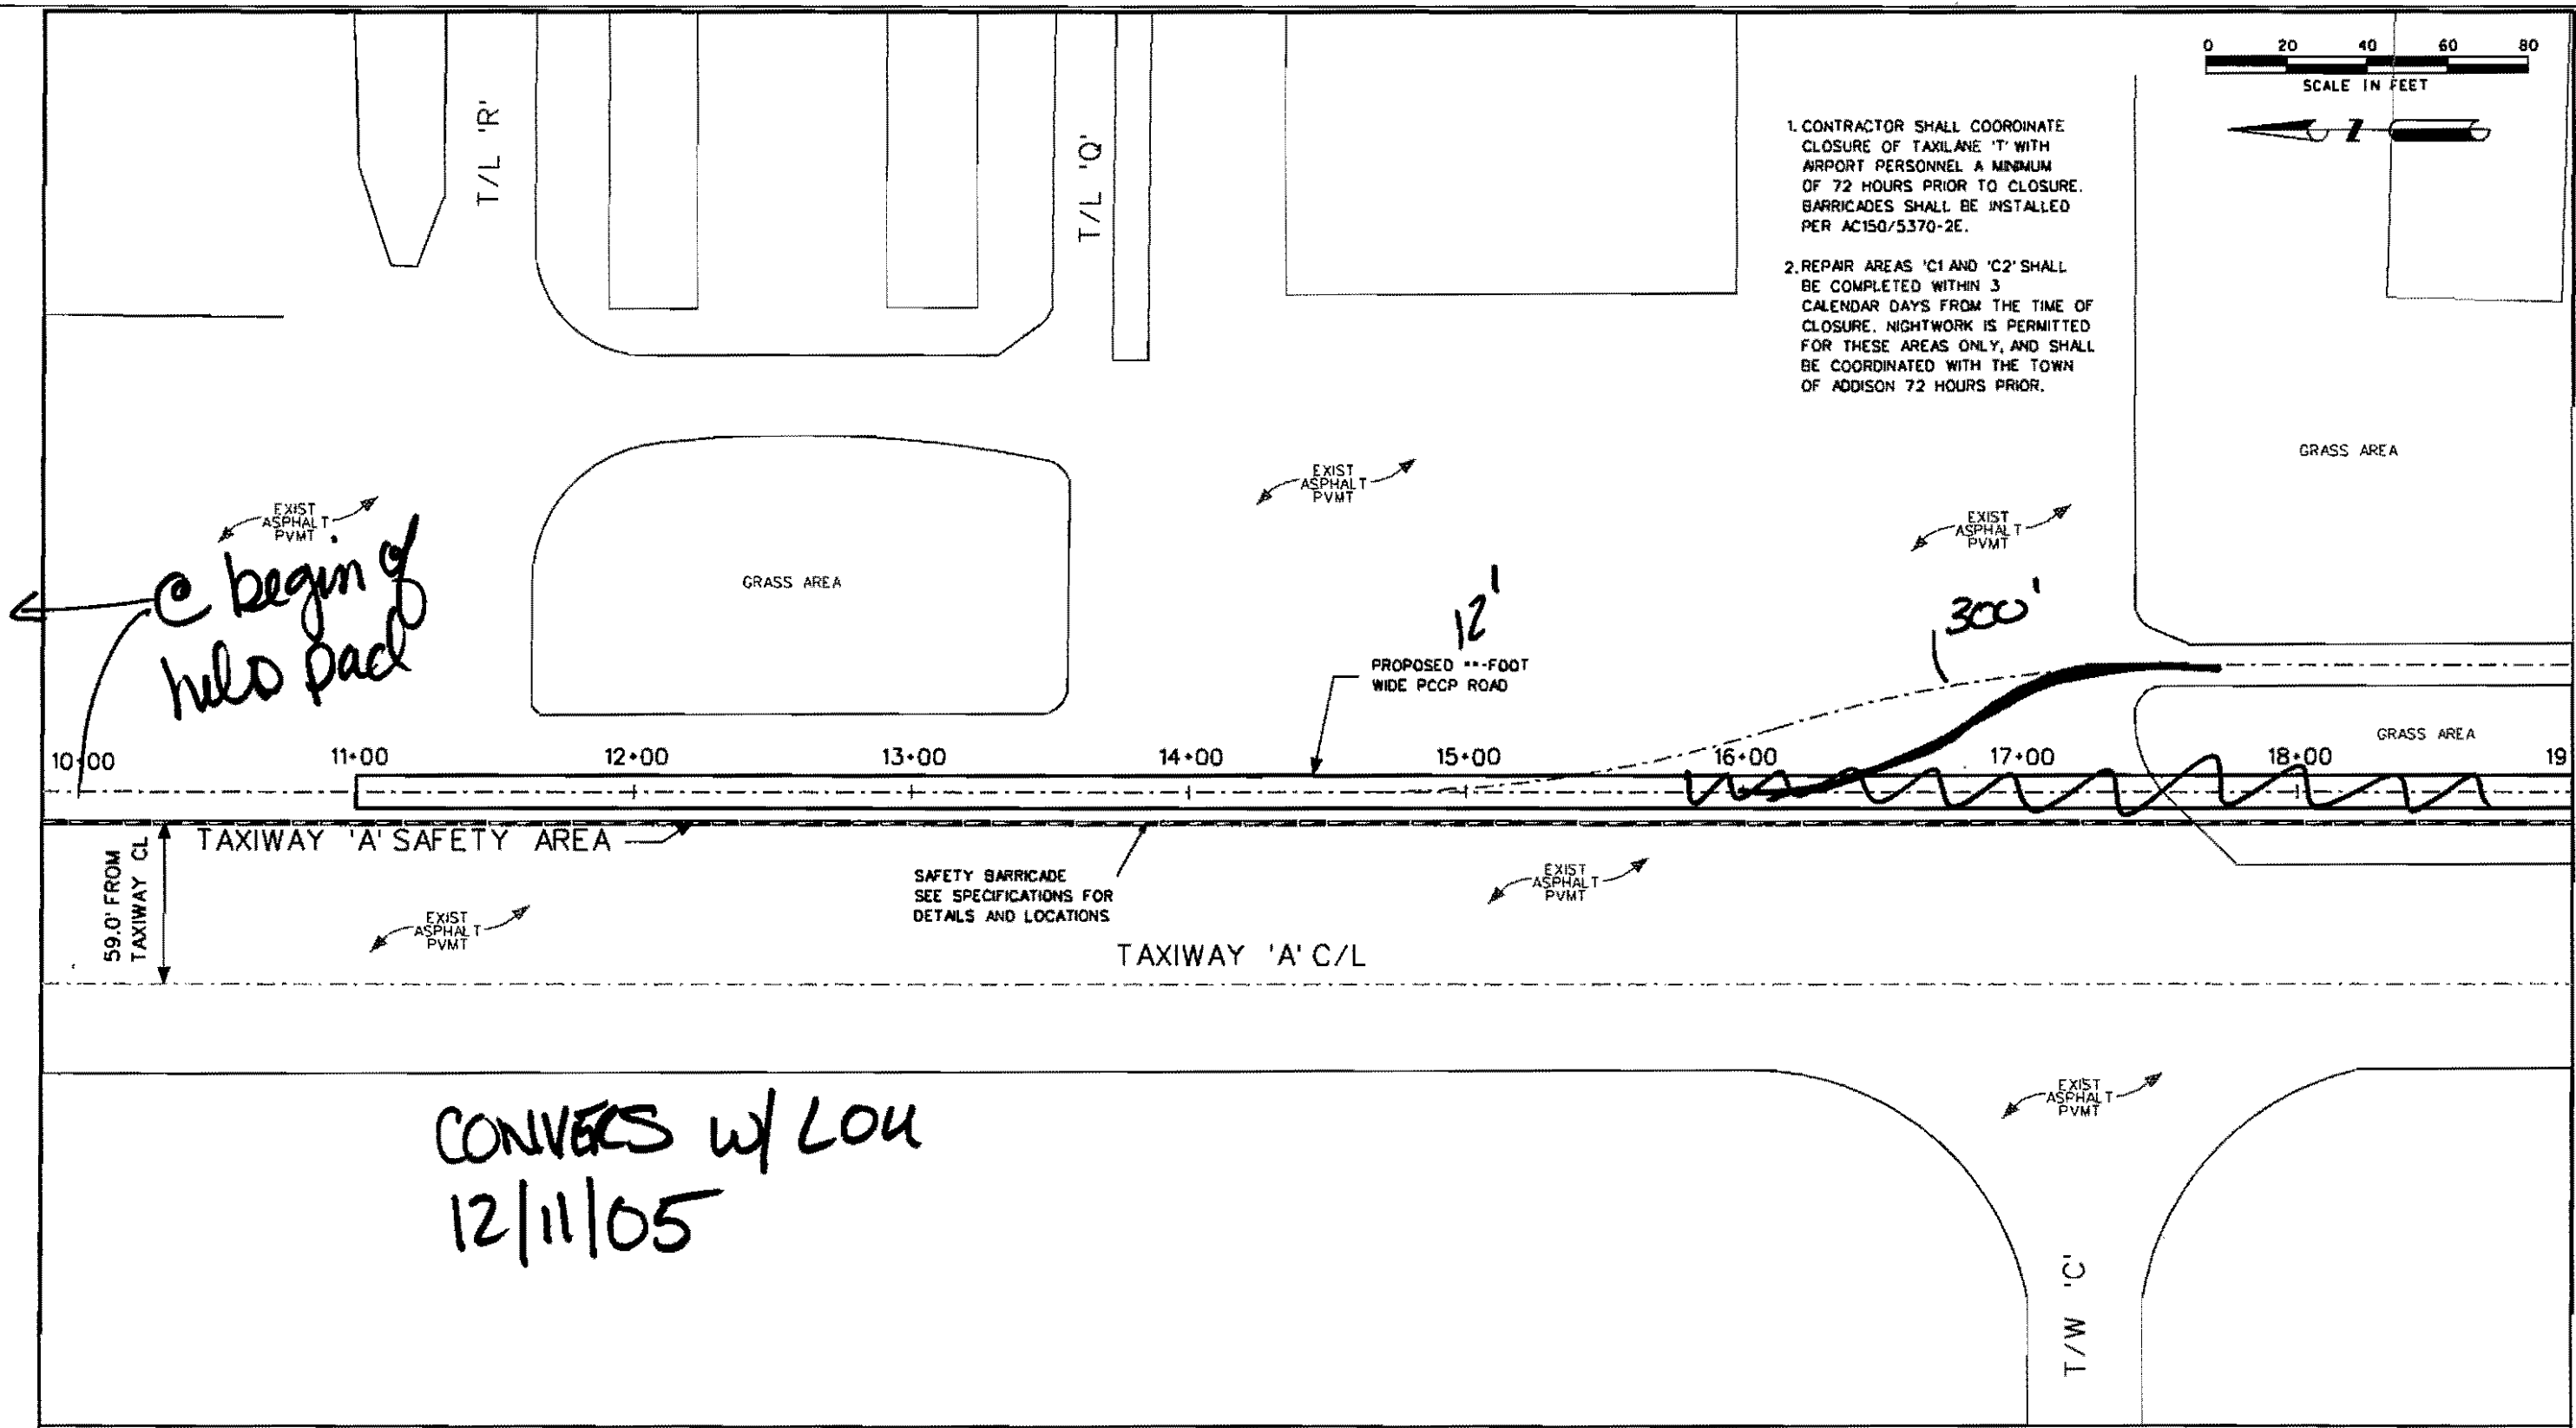 0 20 40 60 80
SCALE IN FEET
Z
1. CONTRACTOR SHALL COORDINATE
CLOSURE OF TAXILANE 'T' WITH
AIRPORT PERSONNEL A MINIMUM
OF 72 HOURS PRIOR TO CLOSURE.
BARRICADES SHALL BE INSTALLED
PER AC150/5370-2E.
2. REPAIR AREAS 'C1 AND 'C2' SHALL
BE COMPLETED WITHIN 3
CALENDAR DAYS FROM THE TIME OF
CLOSURE. NIGHTWORK IS PERMITTED
FOR THESE AREAS ONLY, AND SHALL
BE COORDINATED WITH THE TOWN
OF ADDISON 72 HOURS PRIOR.
T/L 'R'
T/L 'Q'
GRASS AREA
EXIST
ASPHALT
PVMT
EXIST
ASPHALT
PVMT
EXIST
ASPHALT
PVMT
@ begin of
helo pad
GRASS AREA
12'
PROPOSED **-FOOT
WIDE PCCP ROAD
300'
GRASS AREA
10+00 11+00 12+00 13+00 14+00 15+00 16+00 17+00 18+00 19
TAXIWAY 'A' SAFETY AREA
59.0' FROM
TAXIWAY CL
SAFETY BARRICADE
SEE SPECIFICATIONS FOR
DETAILS AND LOCATIONS
EXIST
ASPHALT
PVMT
EXIST
ASPHALT
PVMT
TAXIWAY 'A' C/L
EXIST
ASPHALT
PVMT
CONVERS w/ LOU
12/11/05
T/W 'C'